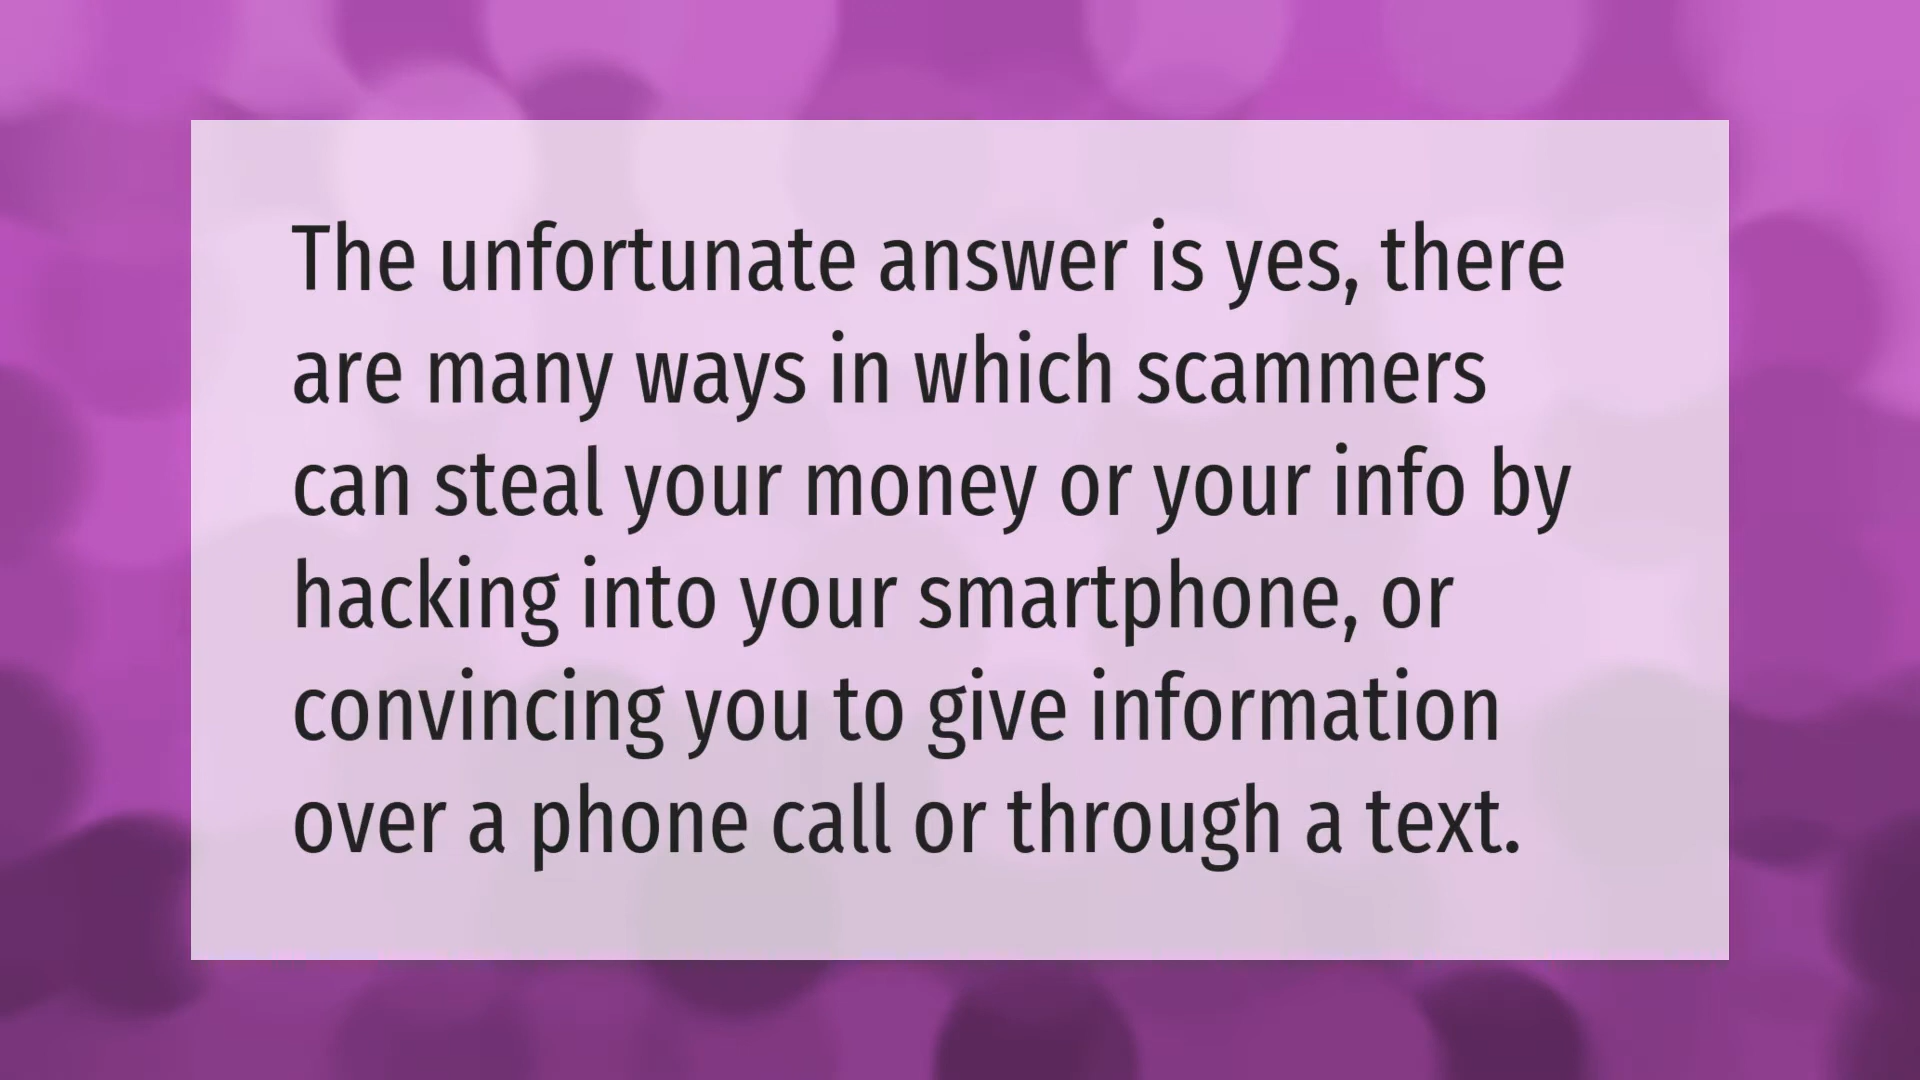 The unfortunate answer is yes, there
are many ways in which scammers
can steal your money or your info by
hacking into your smartphone, or
convincing you to give information
over a phone call or through a text.